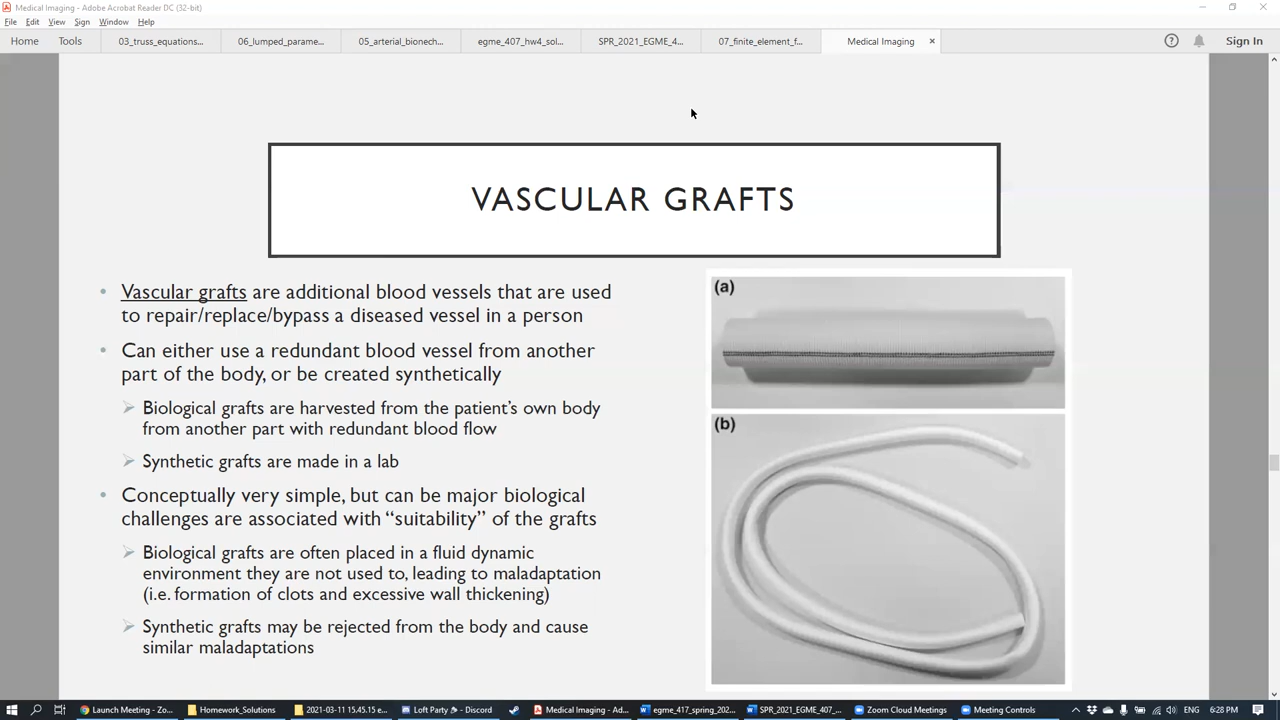 Medical Imaging - Adobe Acrobat Reader DC (32-bit)
File Edit View Sign Window Help
Home Tools 03_truss_equations... 06_lumped_parame... 05_arterial_bionech... egme_407_hw4_sol... SPR_2021_EGME_4... 07_finite_element_f... Medical Imaging × Sign In
VASCULAR GRAFTS
• Vascular grafts are additional blood vessels that are used
to repair/replace/bypass a diseased vessel in a person
• Can either use a redundant blood vessel from another
part of the body, or be created synthetically
Biological grafts are harvested from the patient's own body
from another part with redundant blood flow
Synthetic grafts are made in a lab
• Conceptually very simple, but can be major biological
challenges are associated with “suitability” of the grafts
Biological grafts are often placed in a fluid dynamic
environment they are not used to, leading to maladaptation
(i.e. formation of clots and excessive wall thickening)
Synthetic grafts may be rejected from the body and cause
similar maladaptations
(a)
(b)
Launch Meeting - Zo... Homework_Solutions 2021-03-11 15.45.15 e... Loft Party - Discord Medical Imaging - Ad... egme_417_spring_202... SPR_2021_EGME_407_... Zoom Cloud Meetings Meeting Controls 6:28 PM